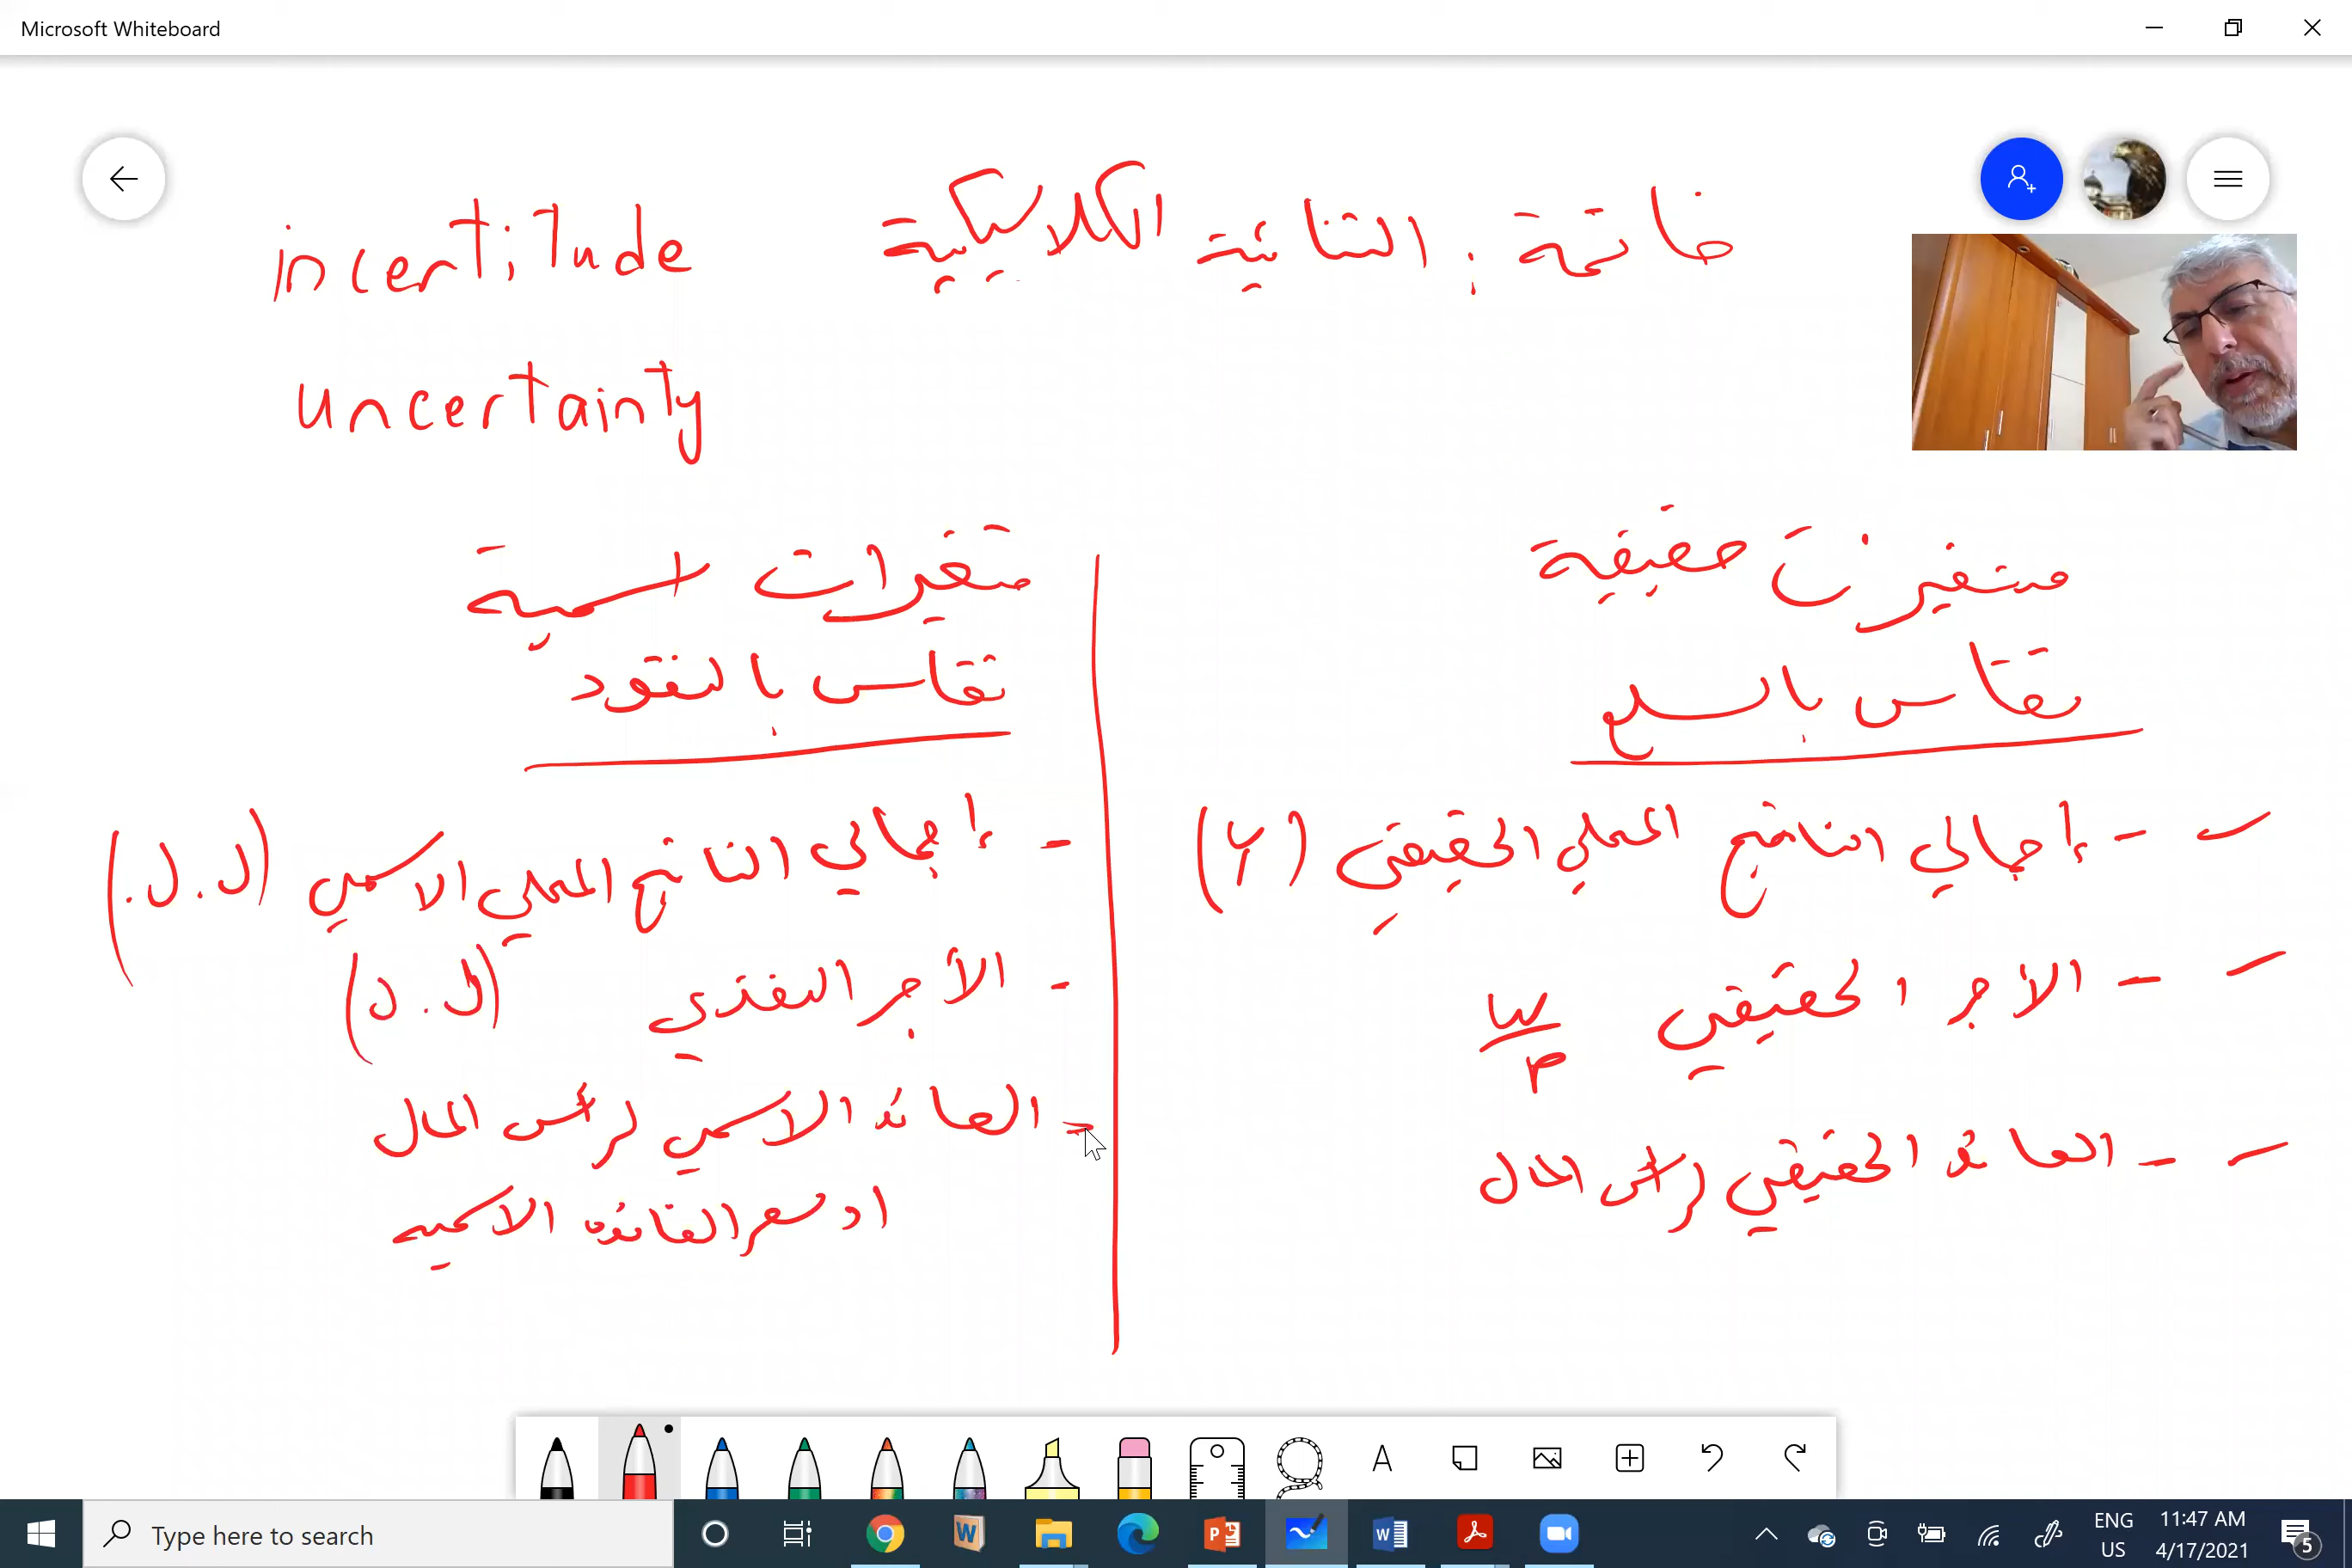 Microsoft Whiteboard
خاتمة : الثنائية الكلاسيكية
incertitude
uncertainty
متغيرات حقيقية
تقاس بالسلع
- إجمالي الناتج المحلي الحقيقي (Y)
- الأجر الحقيقي W/P
- العائد الحقيقي لرأس المال
متغيرات اسمية
تقاس بالنقود
- إجمالي الناتج المحلي الاسمي (ل.ل.)
- الأجر النقدي (ل.ل)
- العائد الاسمي لرأس المال
او سعر الفائدة الاسمية
Type here to search
ENG
US
11:47 AM
4/17/2021
5